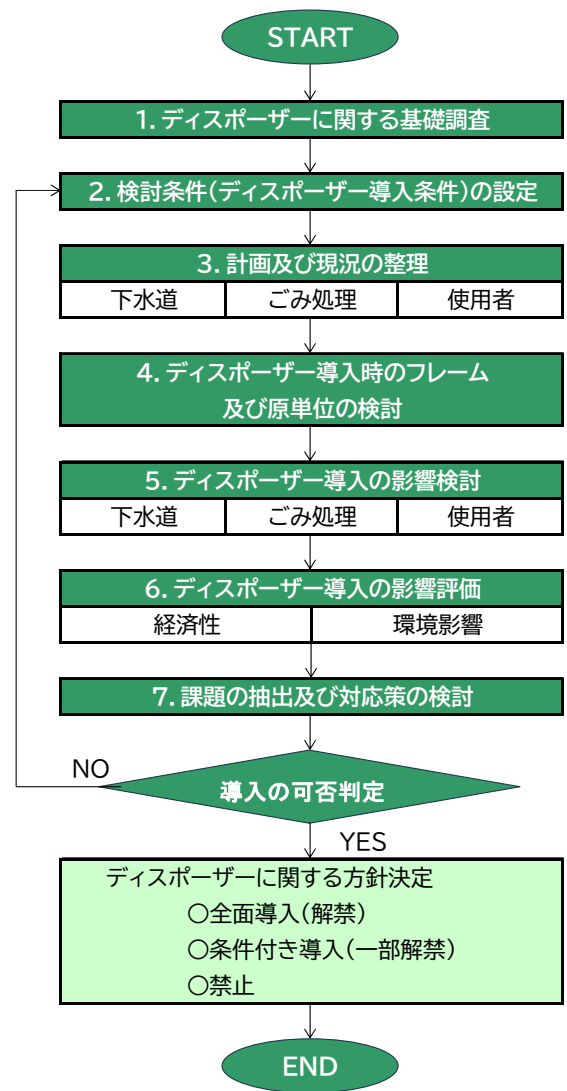 START
1．ディスポーザーに関する基礎調査
2．検討条件（ディスポーザー導入条件）の設定
3．計画及び現況の整理
下水道 ごみ処理 使用者
4．ディスポーザー導入時のフレーム
及び原単位の検討
5．ディスポーザー導入の影響検討
下水道 ごみ処理 使用者
6．ディスポーザー導入の影響評価
経済性 環境影響
7．課題の抽出及び対応策の検討
NO
導入の可否判定
YES
ディスポーザーに関する方針決定
○全面導入（解禁）
○条件付き導入（一部解禁）
○禁止
END